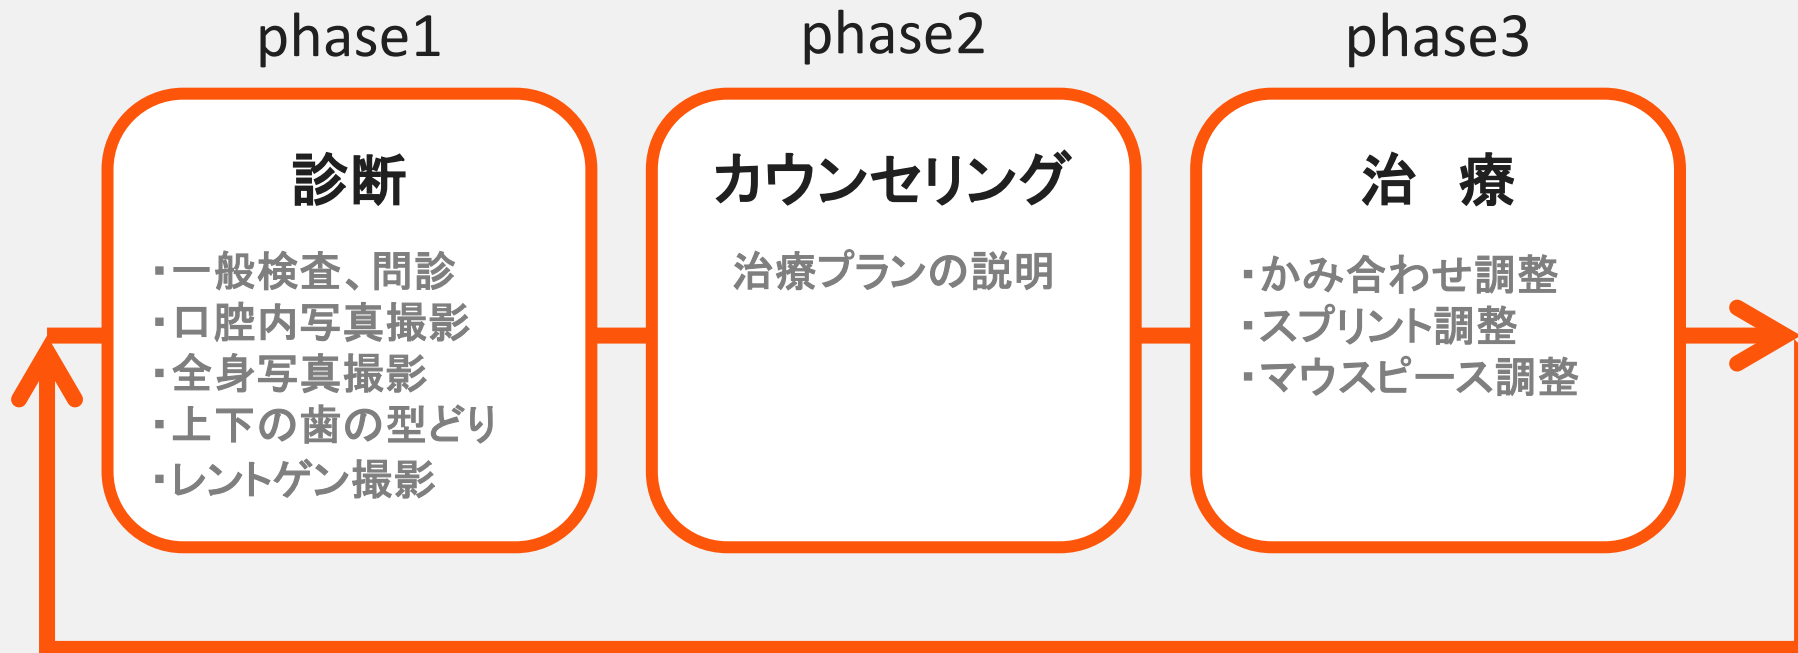 phase1
診断
・一般検査、問診
・口腔内写真撮影
・全身写真撮影
・上下の歯の型どり
・レントゲン撮影
phase2
カウンセリング
治療プランの説明
phase3
治　療
・かみ合わせ調整
・スプリント調整
・マウスピース調整